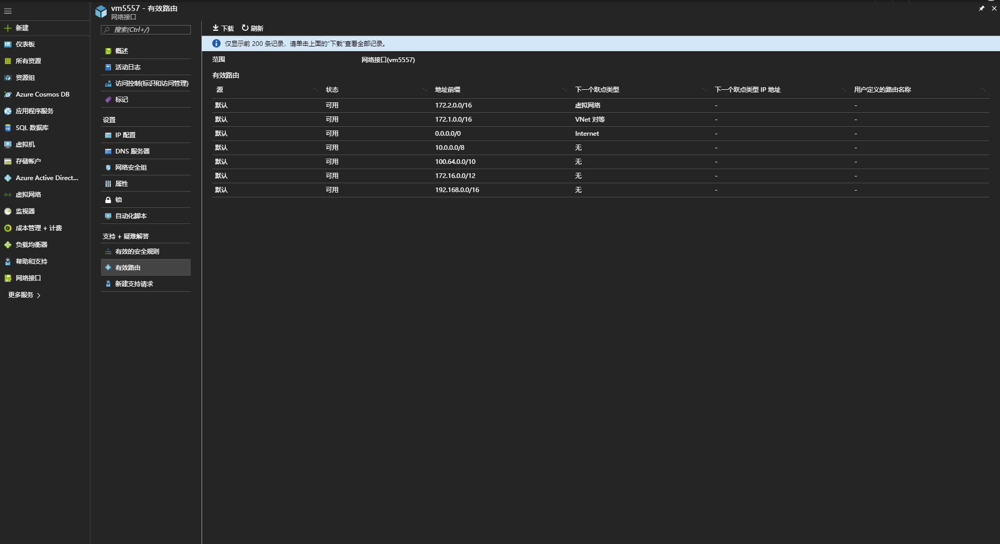 vm5557 - 有效路由
网络接口
新建
仪表板
所有资源
资源组
Azure Cosmos DB
应用程序服务
SQL 数据库
虚拟机
存储帐户
Azure Active Direct...
虚拟网络
监视器
成本管理 + 计费
负载均衡器
帮助和支持
网络接口
更多服务
搜索(Ctrl+/)
概述
活动日志
访问控制(标识和访问管理)
标记
设置
IP 配置
DNS 服务器
网络安全组
属性
锁
自动化脚本
支持 + 疑难解答
有效的安全规则
有效路由
新建支持请求
下载 刷新
仅显示前 200 条记录，请单击上面的“下载”查看全部记录。
范围 网络接口(vm5557)
有效路由
源 状态 地址前缀 下一个跃点类型 下一个跃点类型 IP 地址 用户定义的路由名称
默认 可用 172.2.0.0/16 虚拟网络 - -
默认 可用 172.1.0.0/16 VNet 对等 - -
默认 可用 0.0.0.0/0 Internet - -
默认 可用 10.0.0.0/8 无 - -
默认 可用 100.64.0.0/10 无 - -
默认 可用 172.16.0.0/12 无 - -
默认 可用 192.168.0.0/16 无 - -